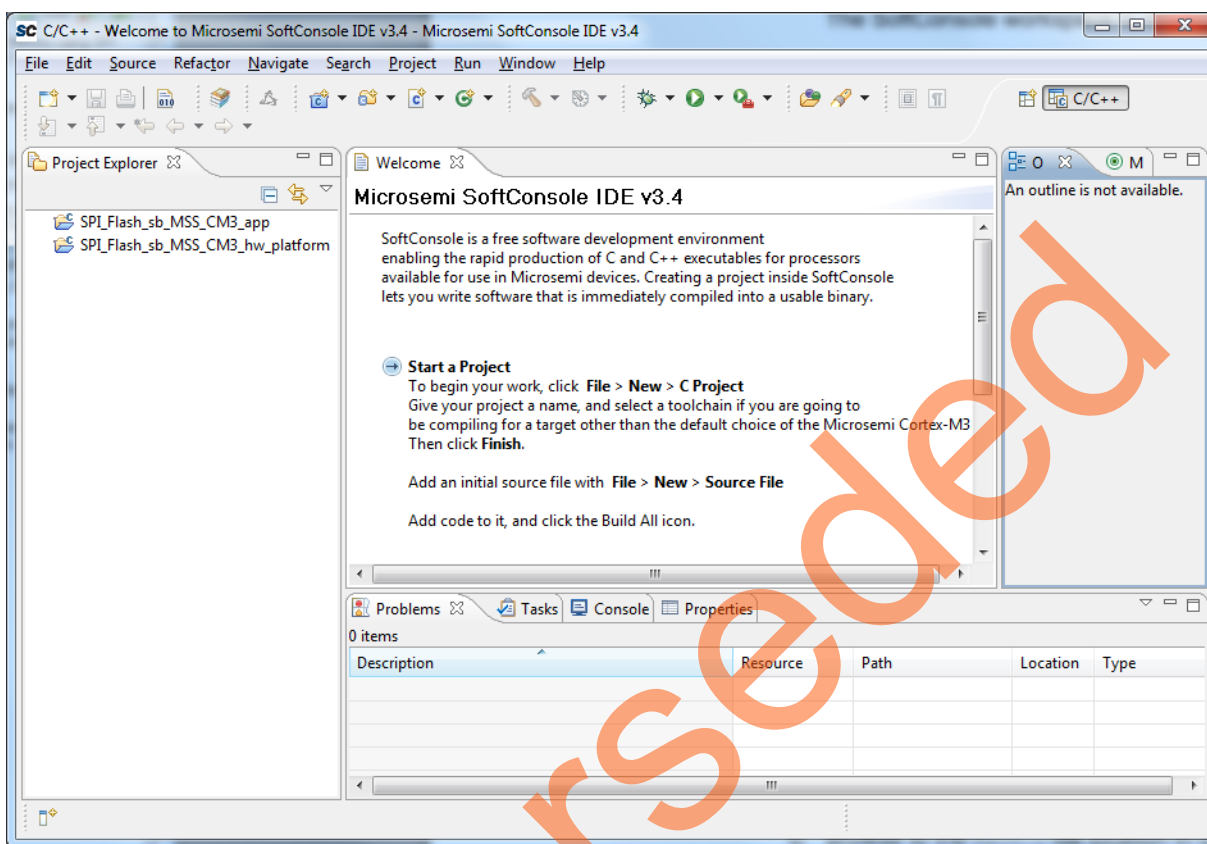 The SoftConsole worksp
SC C/C++ - Welcome to Microsemi SoftConsole IDE v3.4 - Microsemi SoftConsole IDE v3.4
File Edit Source Refactor Navigate Search Project Run Window Help
C/C++
Project Explorer
Welcome
O
M
SPI_Flash_sb_MSS_CM3_app
SPI_Flash_sb_MSS_CM3_hw_platform
Microsemi SoftConsole IDE v3.4
SoftConsole is a free software development environment
enabling the rapid production of C and C++ executables for processors
available for use in Microsemi devices. Creating a project inside SoftConsole
lets you write software that is immediately compiled into a usable binary.
Start a Project
To begin your work, click File > New > C Project
Give your project a name, and select a toolchain if you are going to
be compiling for a target other than the default choice of the Microsemi Cortex-M3
Then click Finish.
Add an initial source file with File > New > Source File
Add code to it, and click the Build All icon.
An outline is not available.
Problems Tasks Console Properties
0 items
Description Resource Path Location Type
rseded